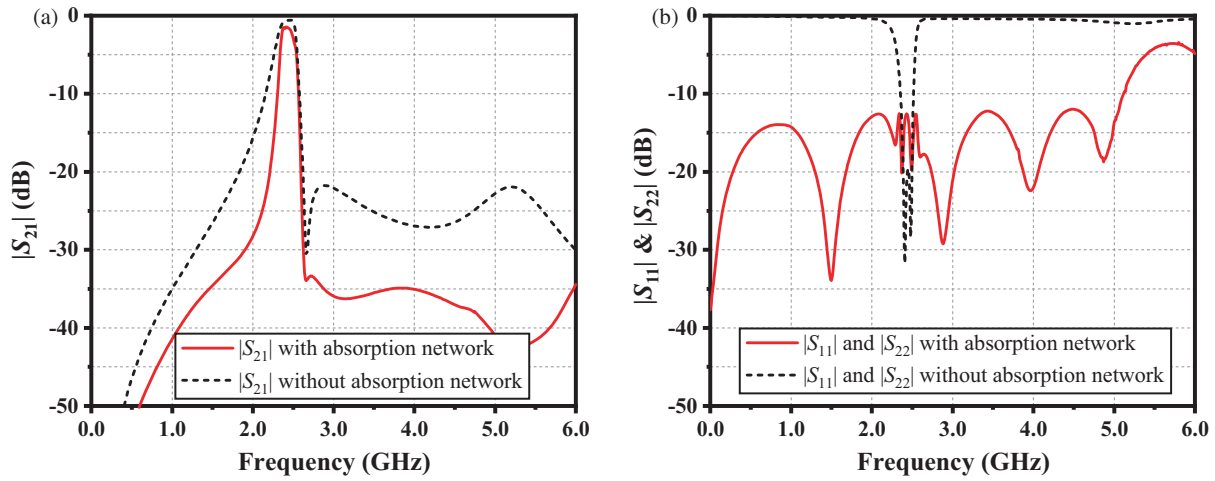 (a)
0
-10
-20
-30
-40
-50
|S21| (dB)
0.0 1.0 2.0 3.0 4.0 5.0 6.0
Frequency (GHz)
|S21| with absorption network
|S21| without absorption network
(b)
0
-10
-20
-30
-40
-50
|S11| & |S22| (dB)
0.0 1.0 2.0 3.0 4.0 5.0 6.0
Frequency (GHz)
|S11| and |S22| with absorption network
|S11| and |S22| without absorption network